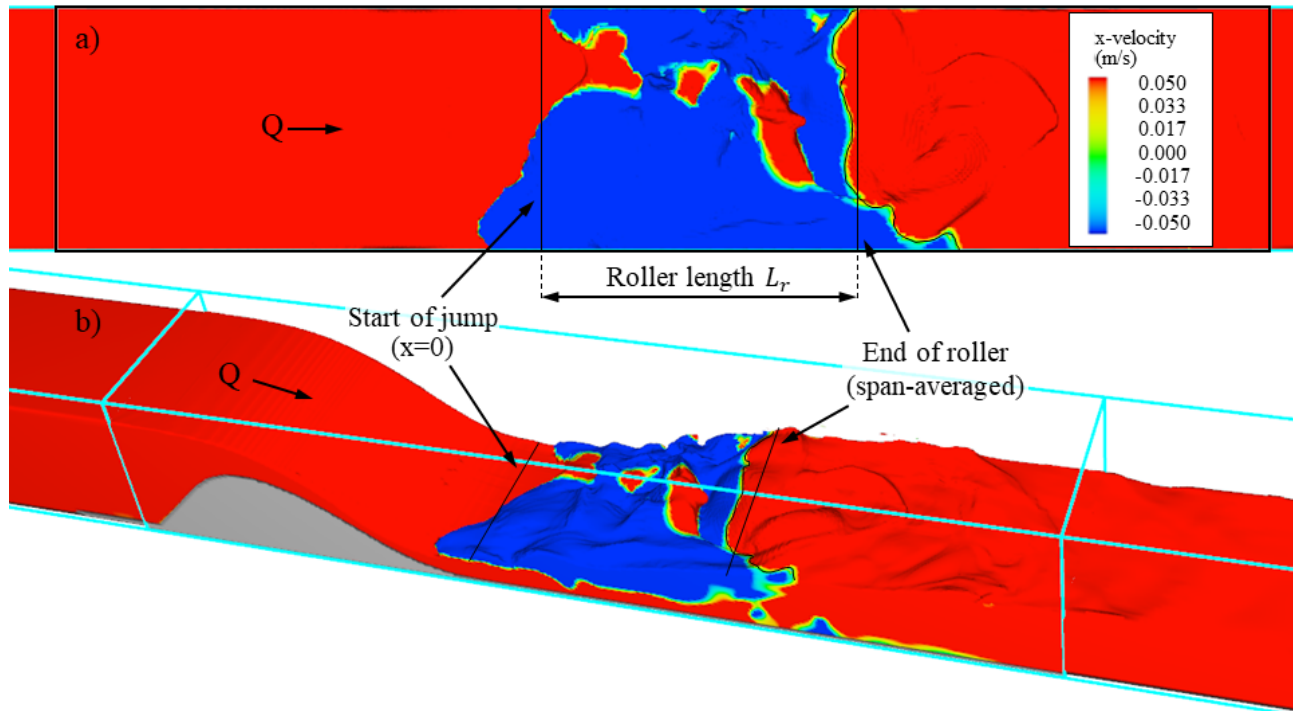 a)
x-velocity
(m/s)
0.050
0.033
0.017
0.000
-0.017
-0.033
-0.050
Q
Roller length L_r
Start of jump
(x=0)
b)
End of roller
(span-averaged)
Q